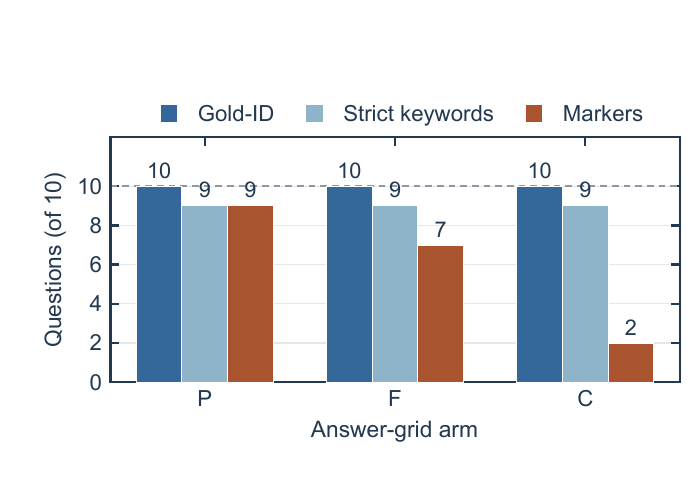 Gold-ID Strict keywords Markers
10 9 9 10 9 7 10 9 2
Questions (of 10)
10
8
6
4
2
0
P F C
Answer-grid arm